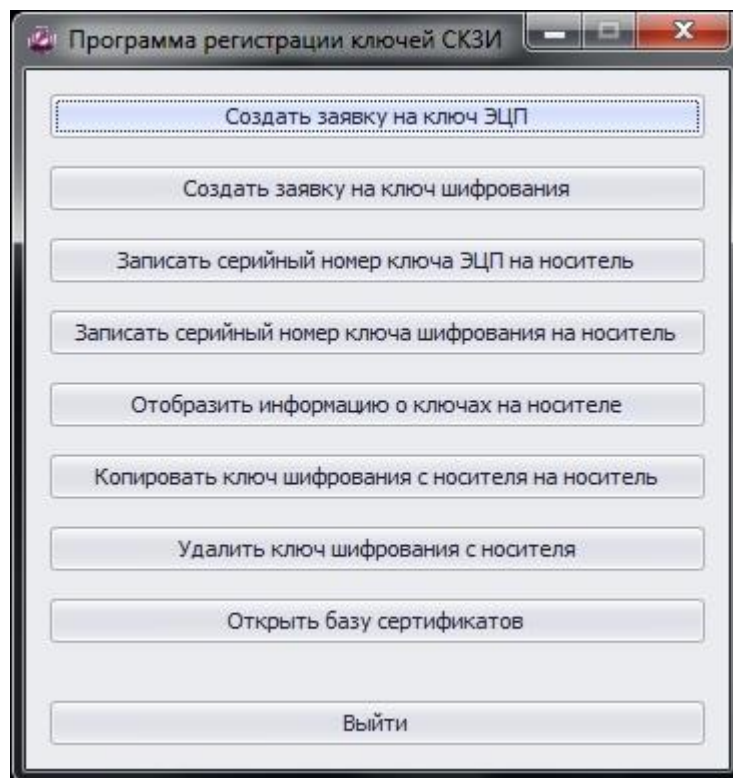 Программа регистрации ключей СКЗИ
Создать заявку на ключ ЭЦП
Создать заявку на ключ шифрования
Записать серийный номер ключа ЭЦП на носитель
Записать серийный номер ключа шифрования на носитель
Отобразить информацию о ключах на носителе
Копировать ключ шифрования с носителя на носитель
Удалить ключ шифрования с носителя
Открыть базу сертификатов
Выйти